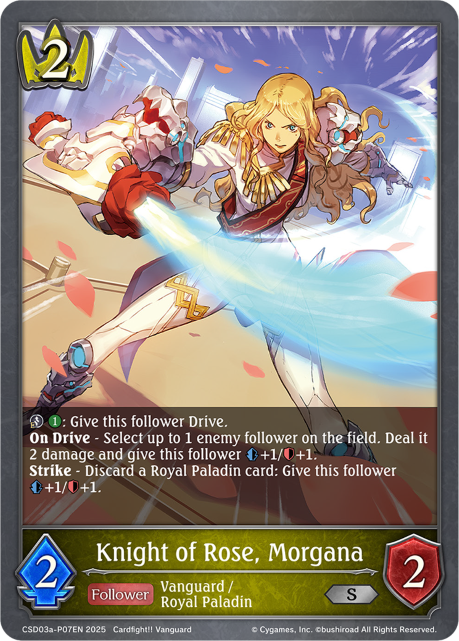 2
1: Give this follower Drive.
On Drive - Select up to 1 enemy follower on the field. Deal it
2 damage and give this follower +1/+1.
Strike - Discard a Royal Paladin card: Give this follower
+1/+1.
Knight of Rose, Morgana
2
Follower
Vanguard /
Royal Paladin
S
2
CSD03a-P07EN 2025 Cardfight!! Vanguard © Cygames, Inc. ©bushiroad All Rights Reserved.